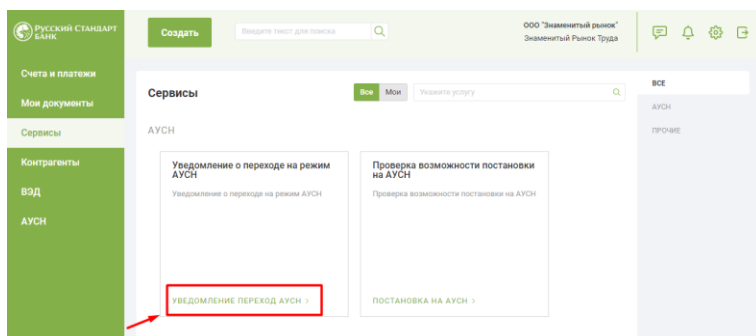 Русский Стандарт
Банк
Создать
Введите текст для поиска
ООО "Знаменитый рынок"
Знаменитый Рынок Труда
Счета и платежи
Мои документы
Сервисы
Контрагенты
ВЭД
АУСН
Сервисы
Все Мои
Укажите услугу
АУСН
Уведомление о переходе на режим
АУСН
Уведомление о переходе на режим АУСН
УВЕДОМЛЕНИЕ ПЕРЕХОД АУСН >
Проверка возможности постановки
на АУСН
Проверка возможности постановки на АУСН
ПОСТАНОВКА НА АУСН >
ВСЕ
АУСН
ПРОЧИЕ